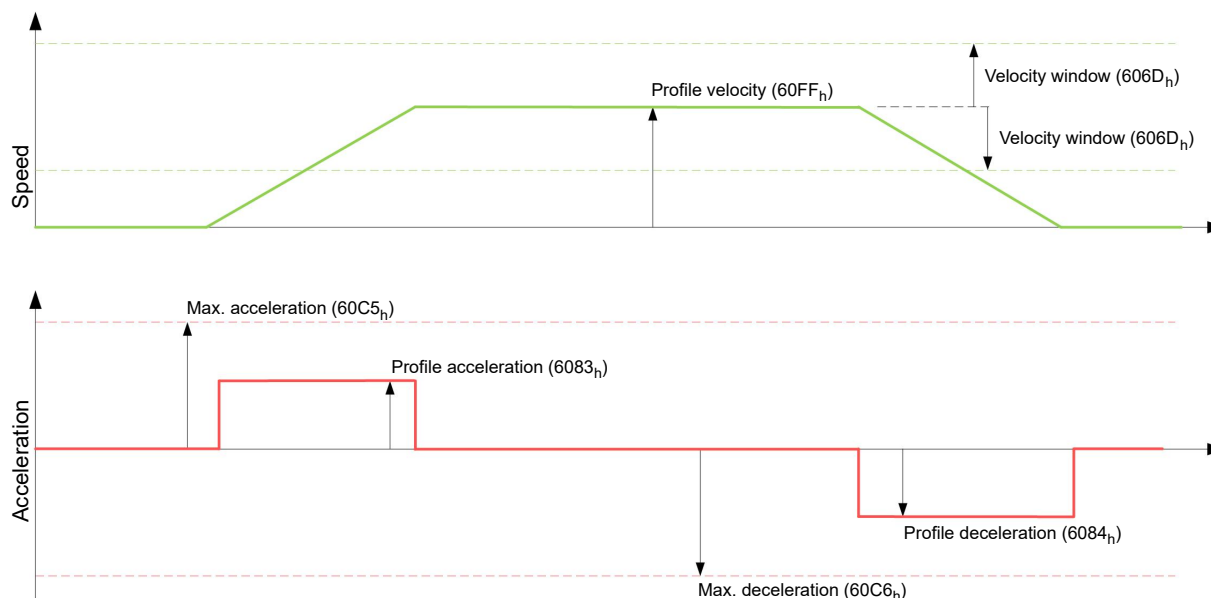 Velocity window (606Dh)
Profile velocity (60FFh)
Velocity window (606Dh)
Speed
Max. acceleration (60C5h)
Profile acceleration (6083h)
Acceleration
Profile deceleration (6084h)
Max. deceleration (60C6h)